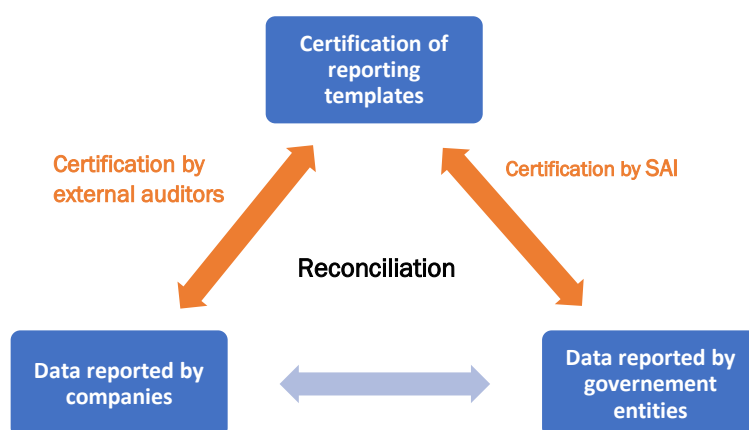 Certification of
reporting
templates
Certification by
external auditors
Certification by SAI
Reconciliation
Data reported by
companies
Data reported by
governement
entities